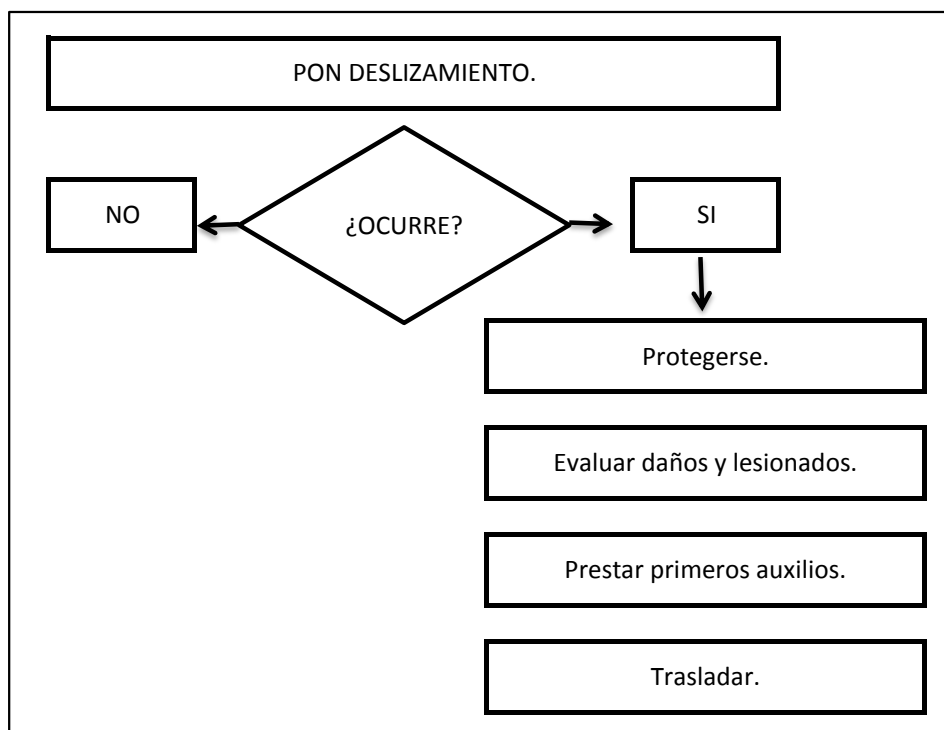 PON DESLIZAMIENTO.
NO
¿OCURRE?
SI
Protegerse.
Evaluar daños y lesionados.
Prestar primeros auxilios.
Trasladar.